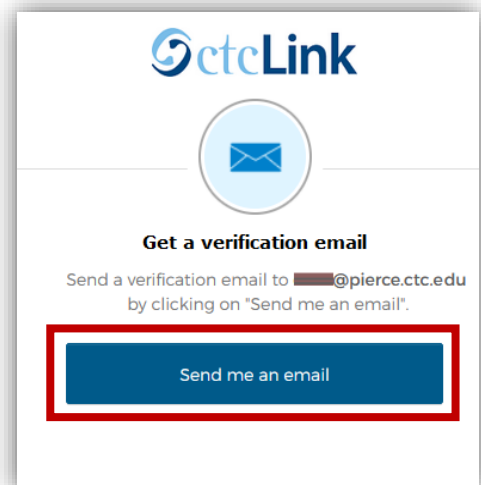 ctcLink
Get a verification email
Send a verification email to @pierce.ctc.edu
by clicking on "Send me an email".
Send me an email